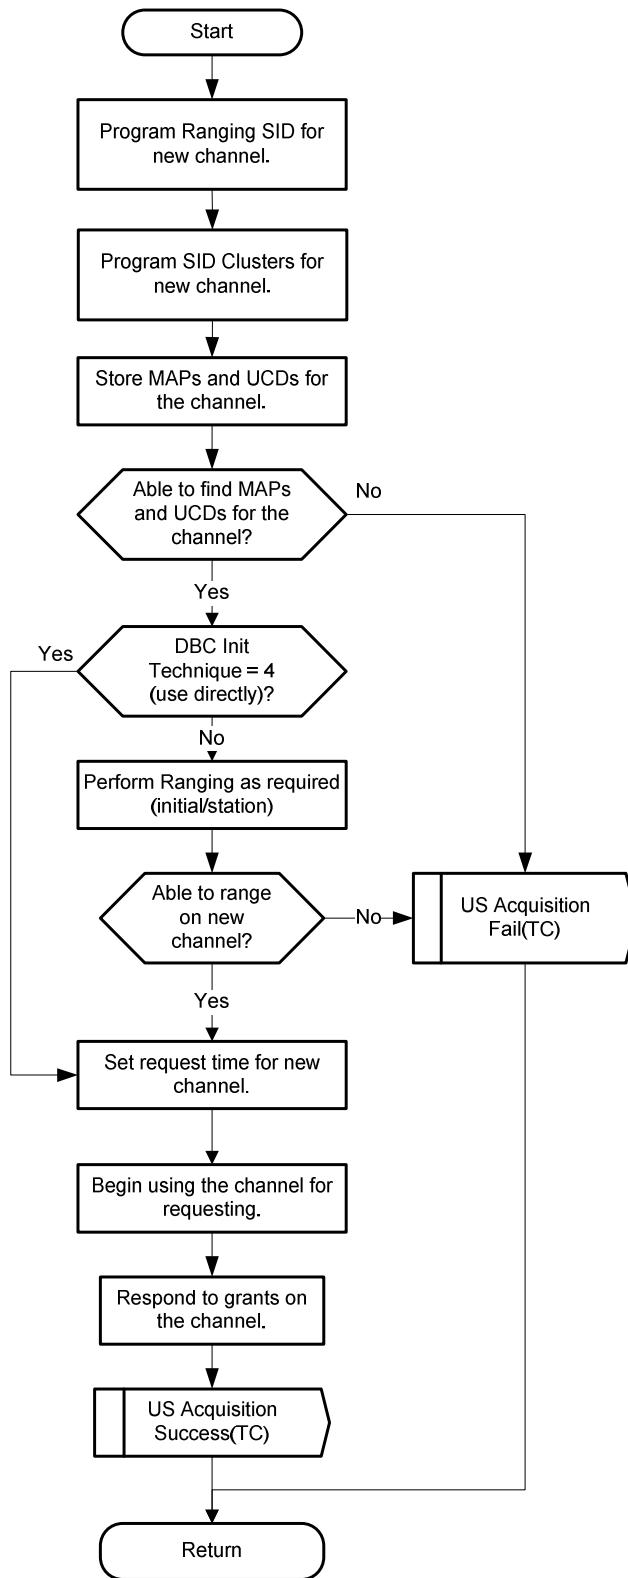 Start
Program Ranging SID for
new channel.
Program SID Clusters for
new channel.
Store MAPs and UCDs for
the channel.
Able to find MAPs
and UCDs for the
channel?
No
Yes
DBC Init
Technique = 4
(use directly)?
Yes
No
Perform Ranging as required
(initial/station)
Able to range
on new
channel?
No
US Acquisition
Fail(TC)
Yes
Set request time for new
channel.
Begin using the channel for
requesting.
Respond to grants on
the channel.
US Acquisition
Success(TC)
Return